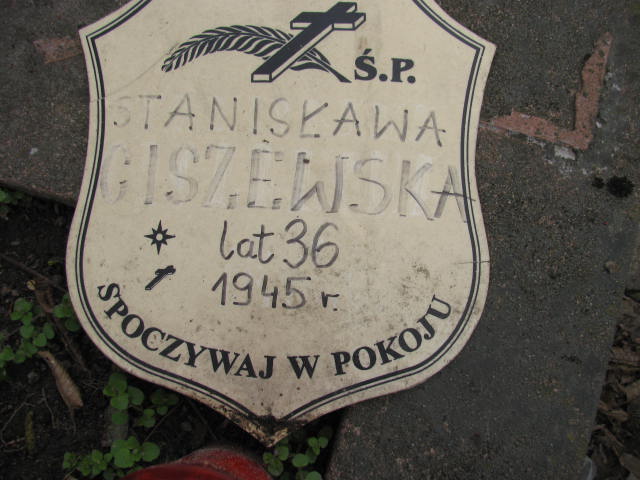 Ś.P.
STANISŁAWA
CISZEWSKA
lat 36
1945 r.
SPOCZYWAJ W POKOJU